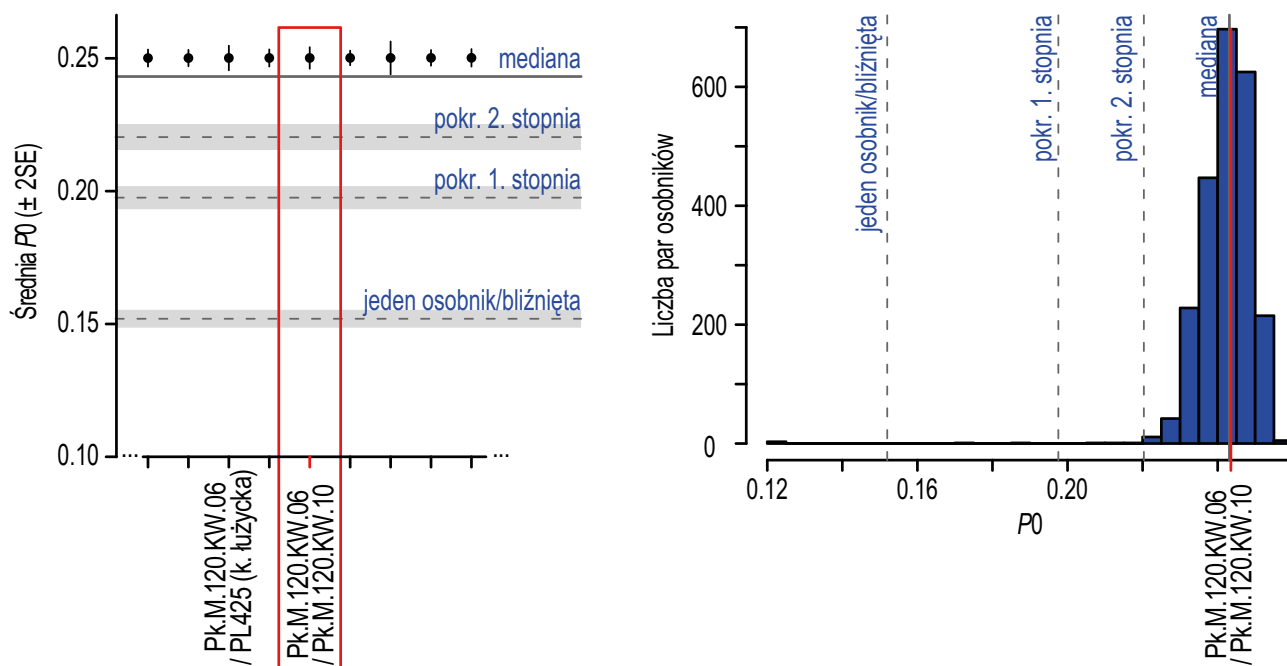 Średnia P0 (± 2SE)
0.25
0.20
0.15
0.10
mediana
pokr. 2. stopnia
pokr. 1. stopnia
jeden osobnik/bliźnięta
...
...
Pk.M.120.KW.06
/ PL425 (k. łużycka)
Pk.M.120.KW.06
/ Pk.M.120.KW.10
Liczba par osobników
600
400
200
0
jeden osobnik/bliźnięta
pokr. 1. stopnia
pokr. 2. stopnia
mediana
0.12
0.16
0.20
P0
Pk.M.120.KW.06
/ Pk.M.120.KW.10